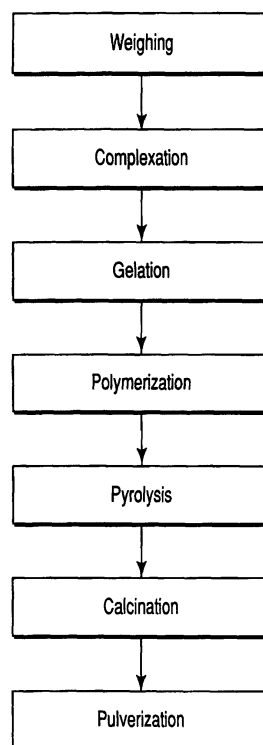 Weighing
Complexation
Gelation
Polymerization
Pyrolysis
Calcination
Pulverization